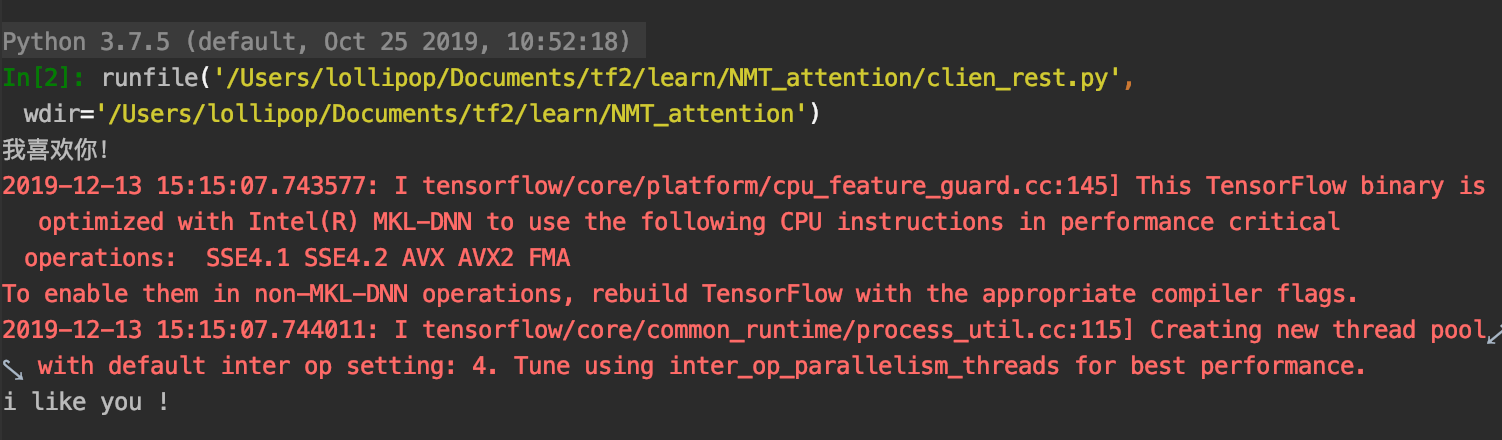 Python 3.7.5 (default, Oct 25 2019, 10:52:18)
In[2]: runfile('/Users/lollipop/Documents/tf2/learn/NMT_attention/clien_rest.py',
wdir='/Users/lollipop/Documents/tf2/learn/NMT_attention')
我喜欢你!
2019-12-13 15:15:07.743577: I tensorflow/core/platform/cpu_feature_guard.cc:145] This TensorFlow binary is
optimized with Intel(R) MKL-DNN to use the following CPU instructions in performance critical
operations:  SSE4.1 SSE4.2 AVX AVX2 FMA
To enable them in non-MKL-DNN operations, rebuild TensorFlow with the appropriate compiler flags.
2019-12-13 15:15:07.744011: I tensorflow/core/common_runtime/process_util.cc:115] Creating new thread pool
with default inter op setting: 4. Tune using inter_op_parallelism_threads for best performance.
i like you !